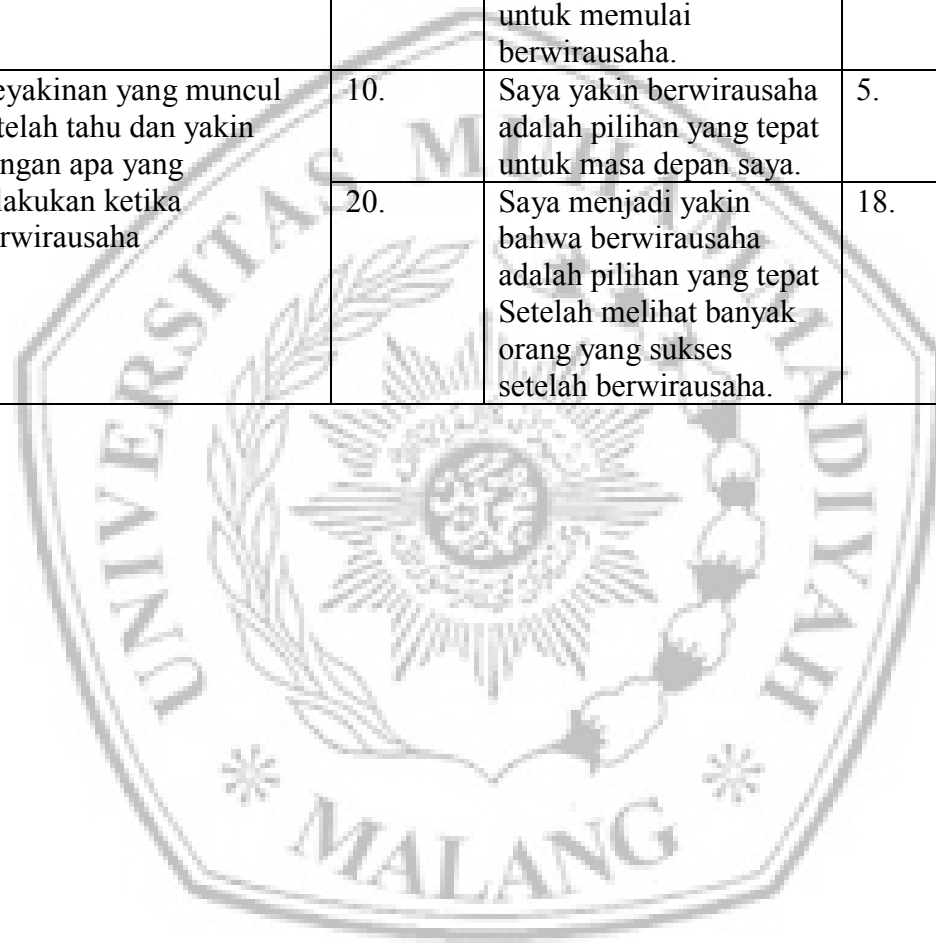 untuk memulai
berwirausaha.
eyakinan yang muncul
telah tahu dan yakin
ngan apa yang
lakukan ketika
rwirausaha
10.
Saya yakin berwirausaha
adalah pilihan yang tepat
untuk masa depan saya.
5.
20.
Saya menjadi yakin
bahwa berwirausaha
adalah pilihan yang tepat
Setelah melihat banyak
orang yang sukses
setelah berwirausaha.
18.
UNIVERSITAS MUHAMMADIYAH
MALANG